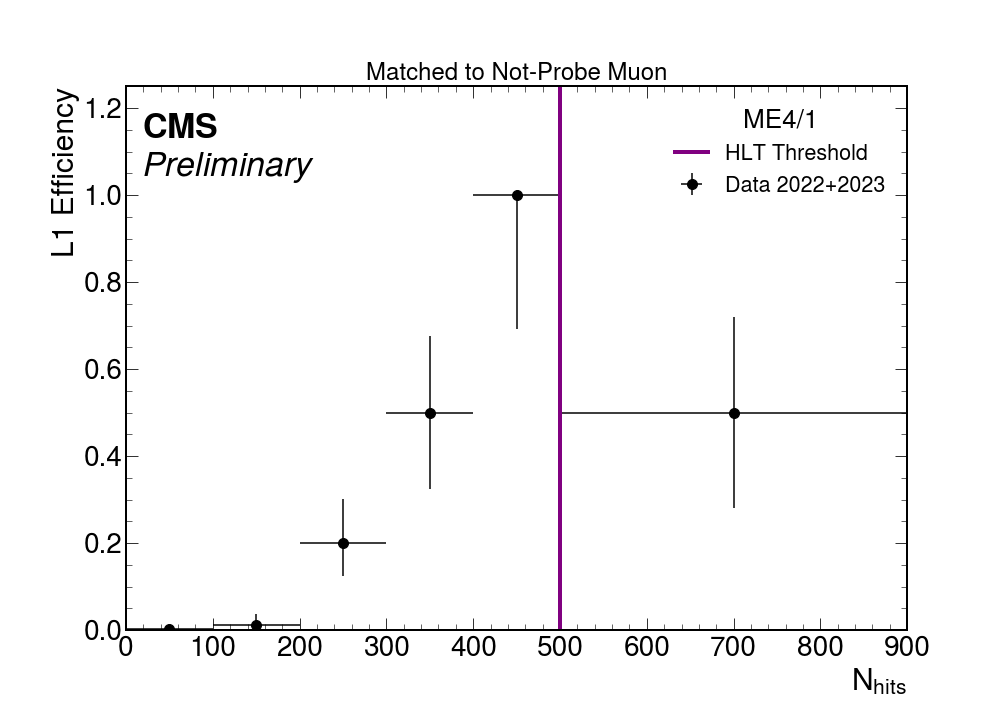 Matched to Not-Probe Muon
L1 Efficiency
1.2
1.0
0.8
0.6
0.4
0.2
0.0
CMS
Preliminary
ME4/1
HLT Threshold
Data 2022+2023
0 100 200 300 400 500 600 700 800 900
N_hits